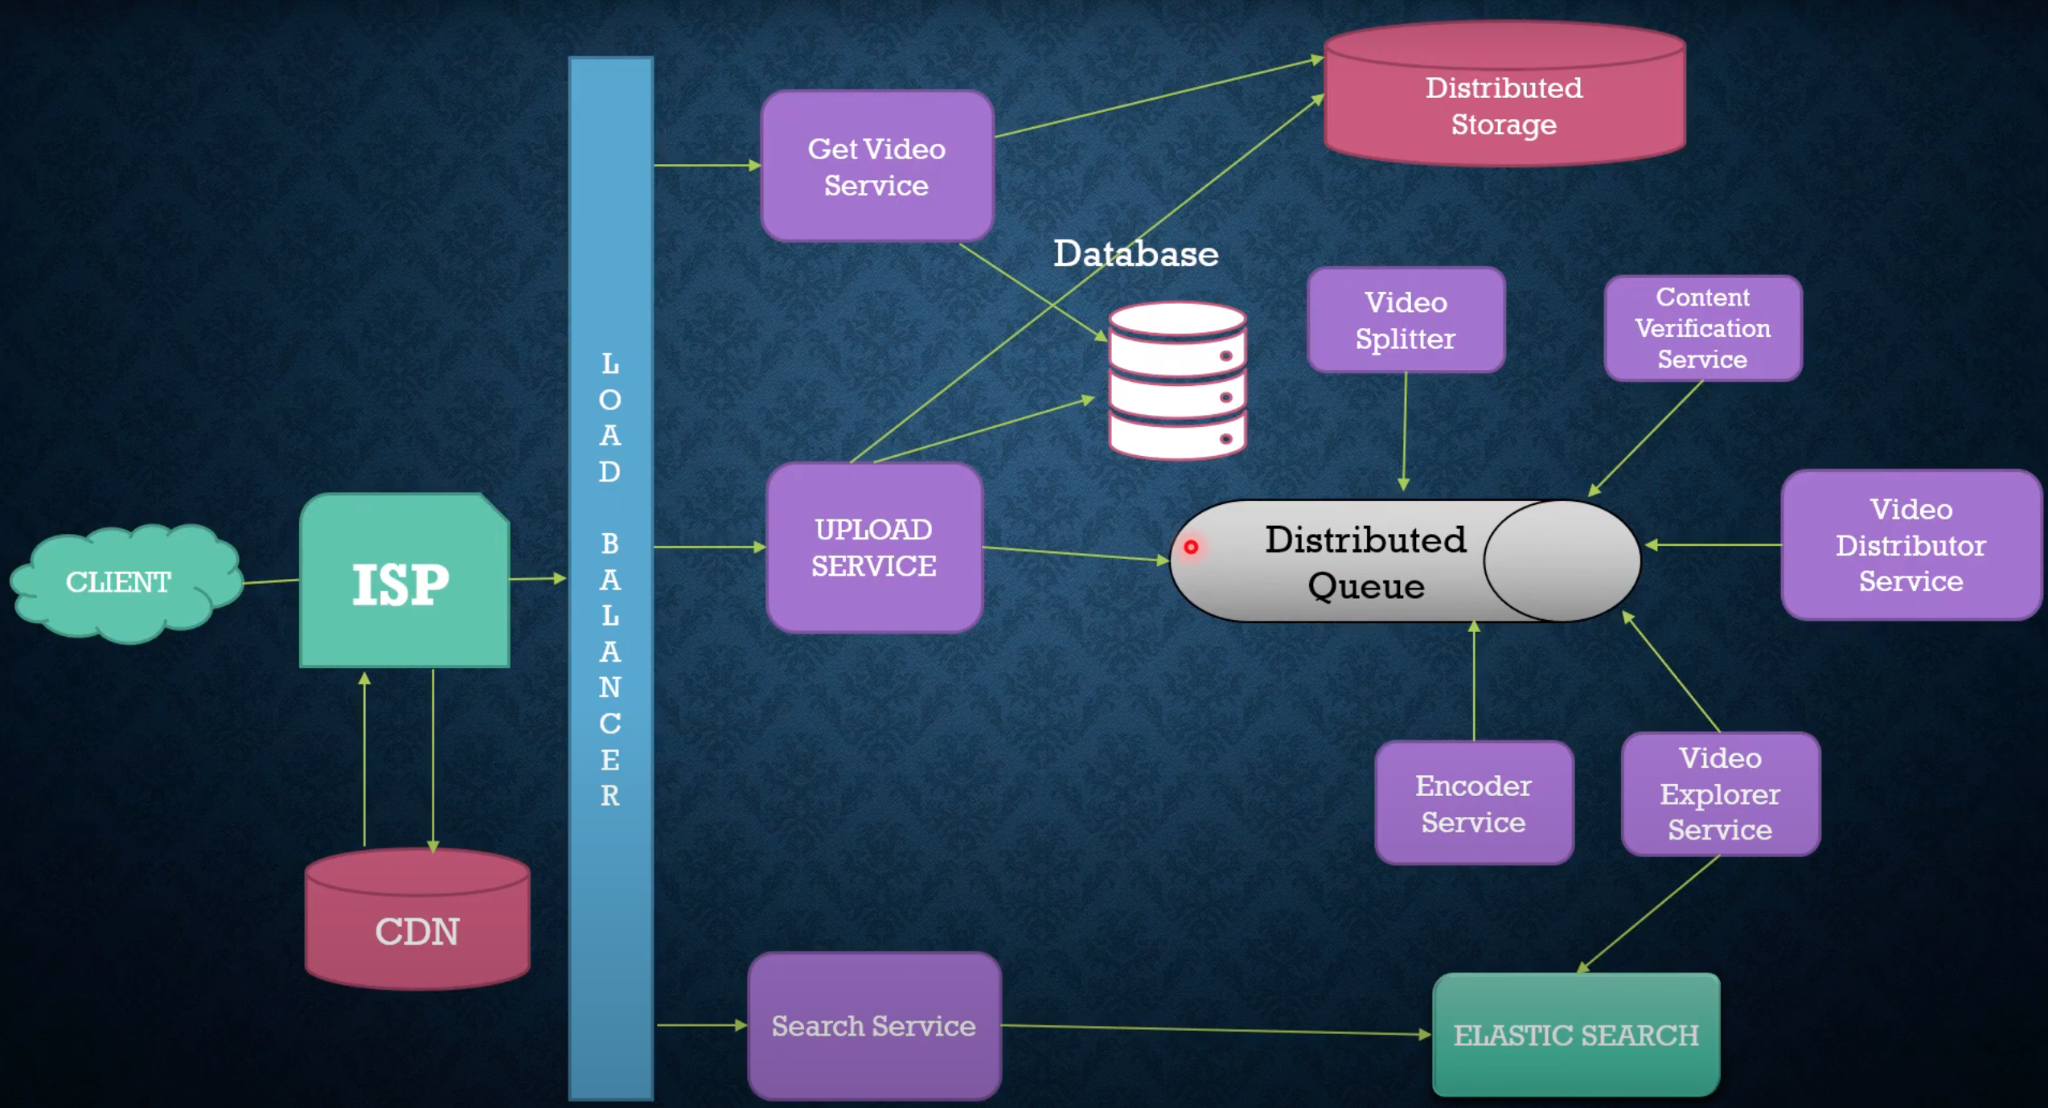 Distributed
Storage
Get Video
Service
Database
Video
Splitter
Content
Verification
Service
L
O
A
D
B
A
L
A
N
C
E
R
CLIENT
ISP
UPLOAD
SERVICE
Distributed
Queue
Video
Distributor
Service
Encoder
Service
Video
Explorer
Service
CDN
Search Service
ELASTIC SEARCH